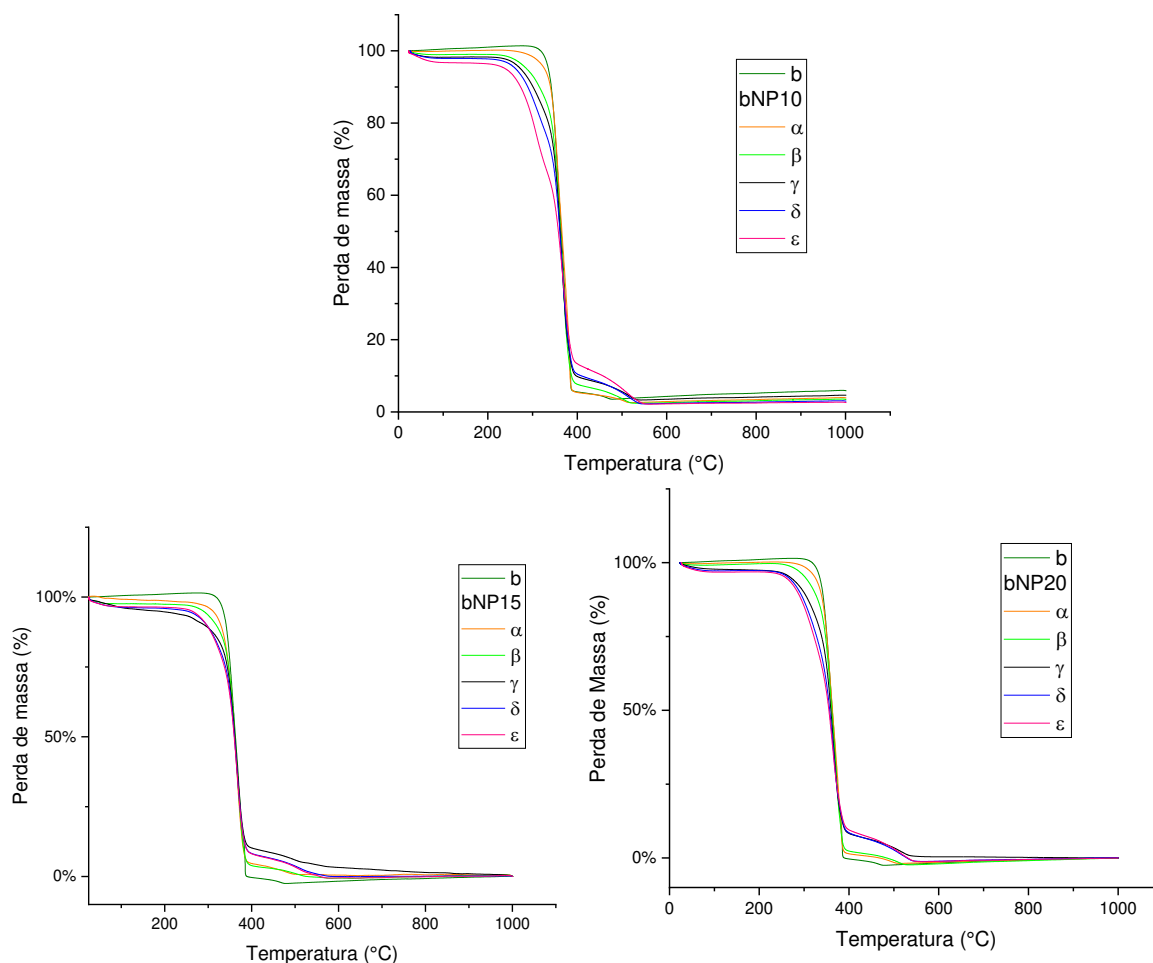 100
80
60
40
20
0
Perda de massa (%)
0 200 400 600 800 1000
Temperatura (°C)
b
bNP10
α
β
γ
δ
ε
100%
50%
0%
Perda de massa (%)
200 400 600 800 1000
Temperatura (°C)
b
bNP15
α
β
γ
δ
ε
100%
50%
0%
Perda de Massa (%)
0 200 400 600 800 1000
Temperatura (°C)
b
bNP20
α
β
γ
δ
ε